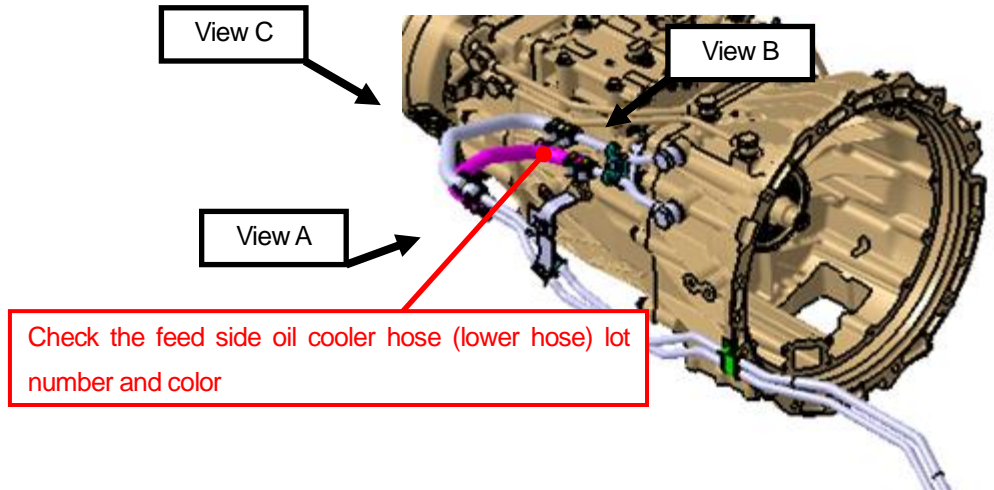 View C
View B
View A
Check the feed side oil cooler hose (lower hose) lot
number and color